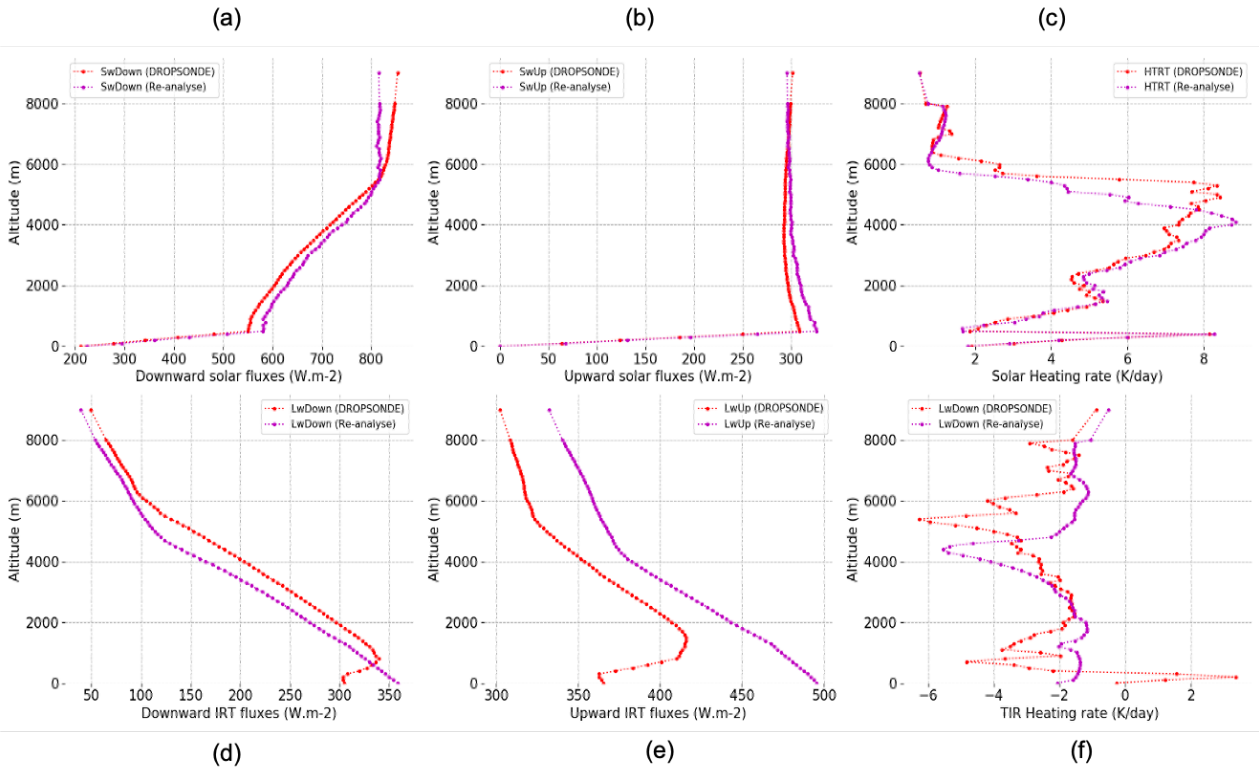 (a)
(b)
(c)
SwDown (DROPSONDE)
SwDown (Re-analyse)
Altitude (m)
8000
6000
4000
2000
0
200 300 400 500 600 700 800
Downward solar fluxes (W.m-2)
SwUp (DROPSONDE)
SwUp (Re-analyse)
Altitude (m)
8000
6000
4000
2000
0
0 50 100 150 200 250 300
Upward solar fluxes (W.m-2)
HTRT (DROPSONDE)
HTRT (Re-analyse)
Altitude (m)
8000
6000
4000
2000
0
2 4 6 8
Solar Heating rate (K/day)
LwDown (DROPSONDE)
LwDown (Re-analyse)
Altitude (m)
8000
6000
4000
2000
0
50 100 150 200 250 300 350
Downward IRT fluxes (W.m-2)
LwUp (DROPSONDE)
LwUp (Re-analyse)
Altitude (m)
8000
6000
4000
2000
0
300 350 400 450 500
Upward IRT fluxes (W.m-2)
LwDown (DROPSONDE)
LwDown (Re-analyse)
Altitude (m)
8000
6000
4000
2000
0
−6 −4 −2 0 2
TIR Heating rate (K/day)
(d)
(e)
(f)